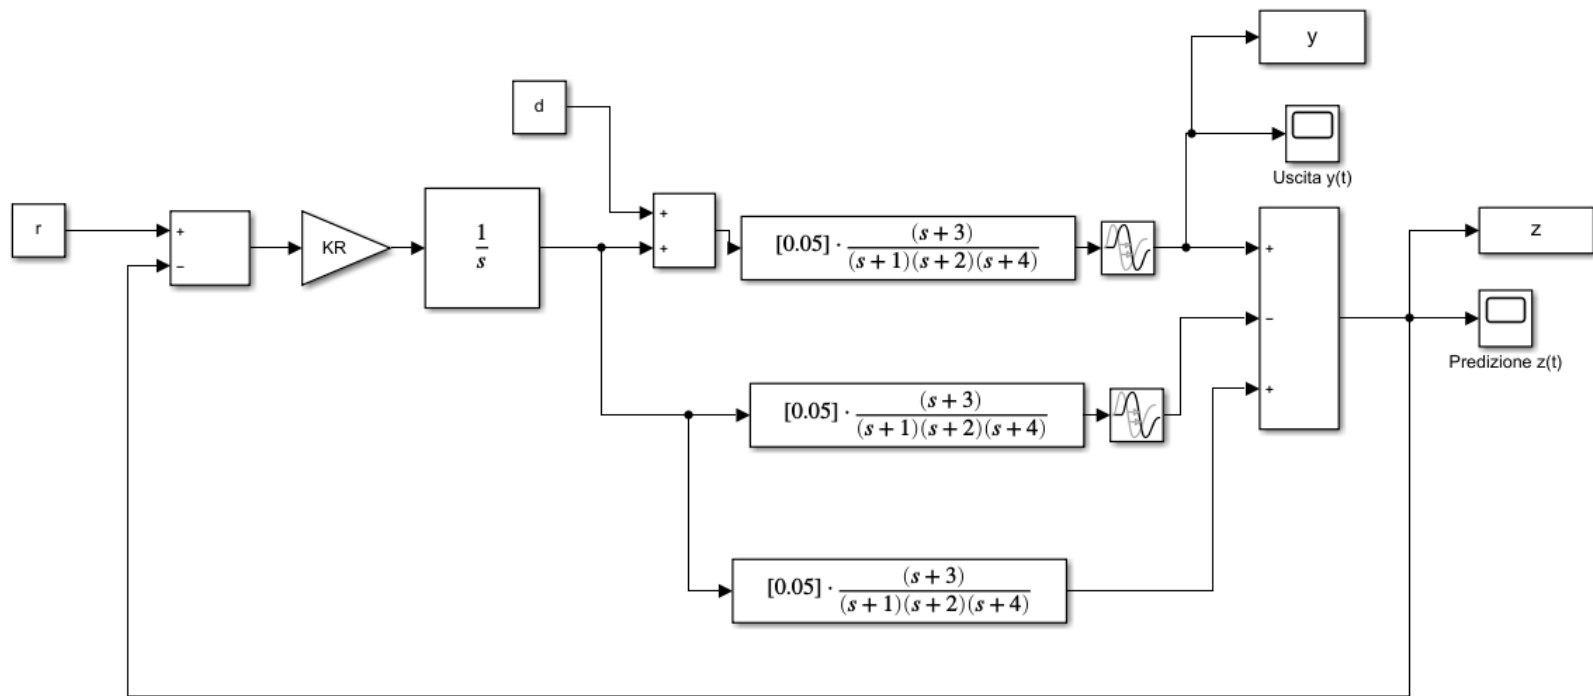 y
d
Uscita y(t)
r
+
−
KR
1
s
+
+
[0.05] · (s + 3)
(s + 1)(s + 2)(s + 4)
+
−
+
z
Predizione z(t)
[0.05] · (s + 3)
(s + 1)(s + 2)(s + 4)
[0.05] · (s + 3)
(s + 1)(s + 2)(s + 4)